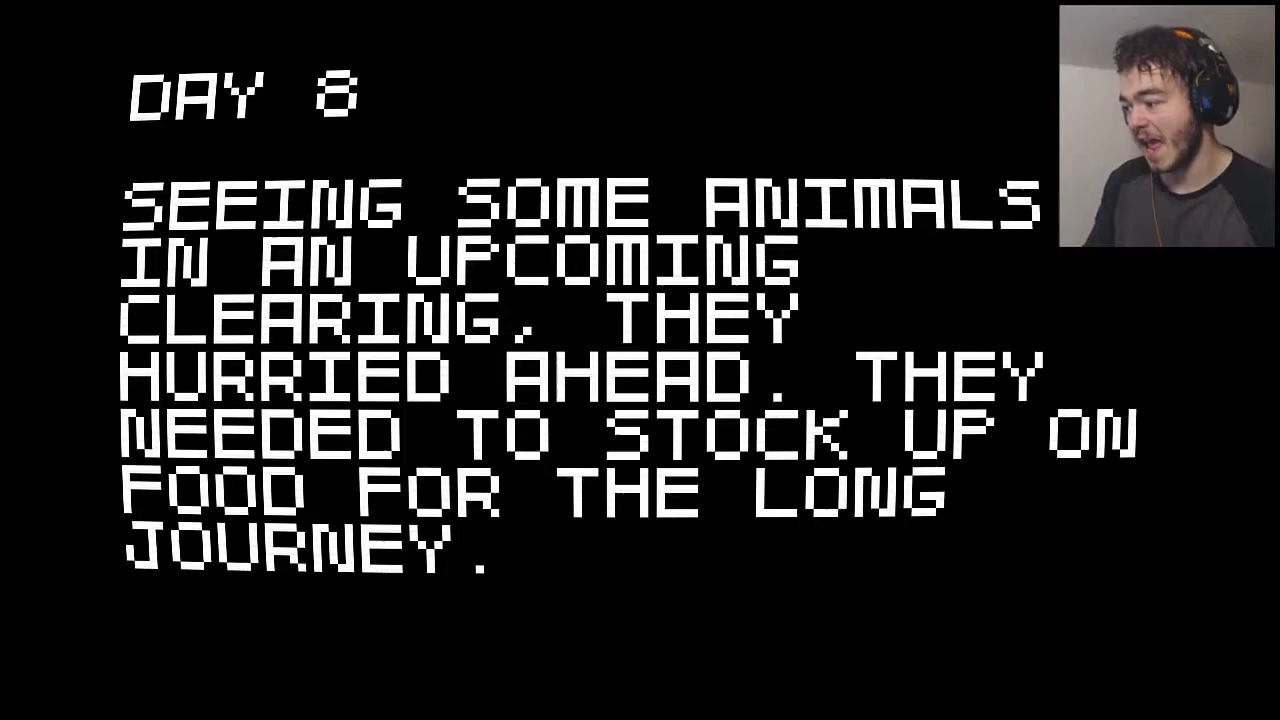 DAY 8
SEEING SOME ANIMALS
IN AN UPCOMING
CLEARING, THEY
HURRIED AHEAD. THEY
NEEDED TO STOCK UP ON
FOOD FOR THE LONG
JOURNEY.